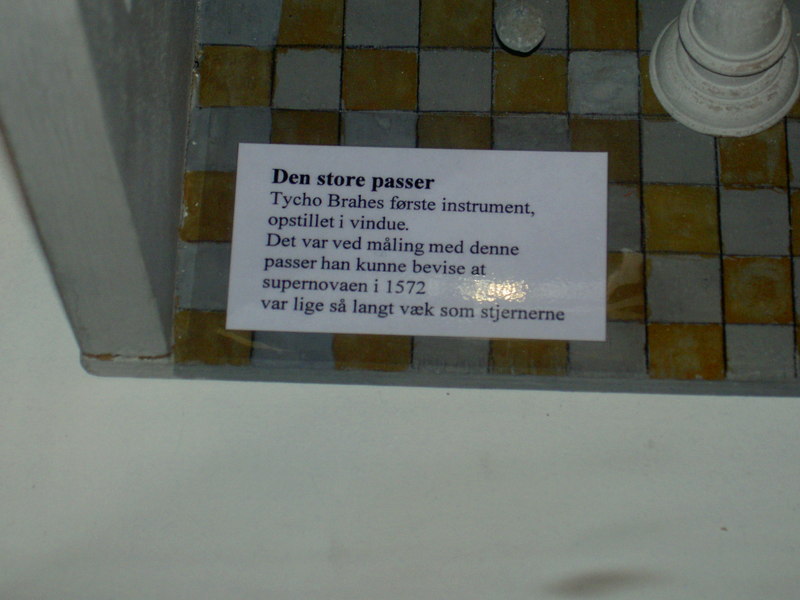 Den store passer
Tycho Brahes første instrument,
opstillet i vindue.
Det var ved måling med denne
passer han kunne bevise at
supernovaen i 1572
var lige så langt væk som stjernerne